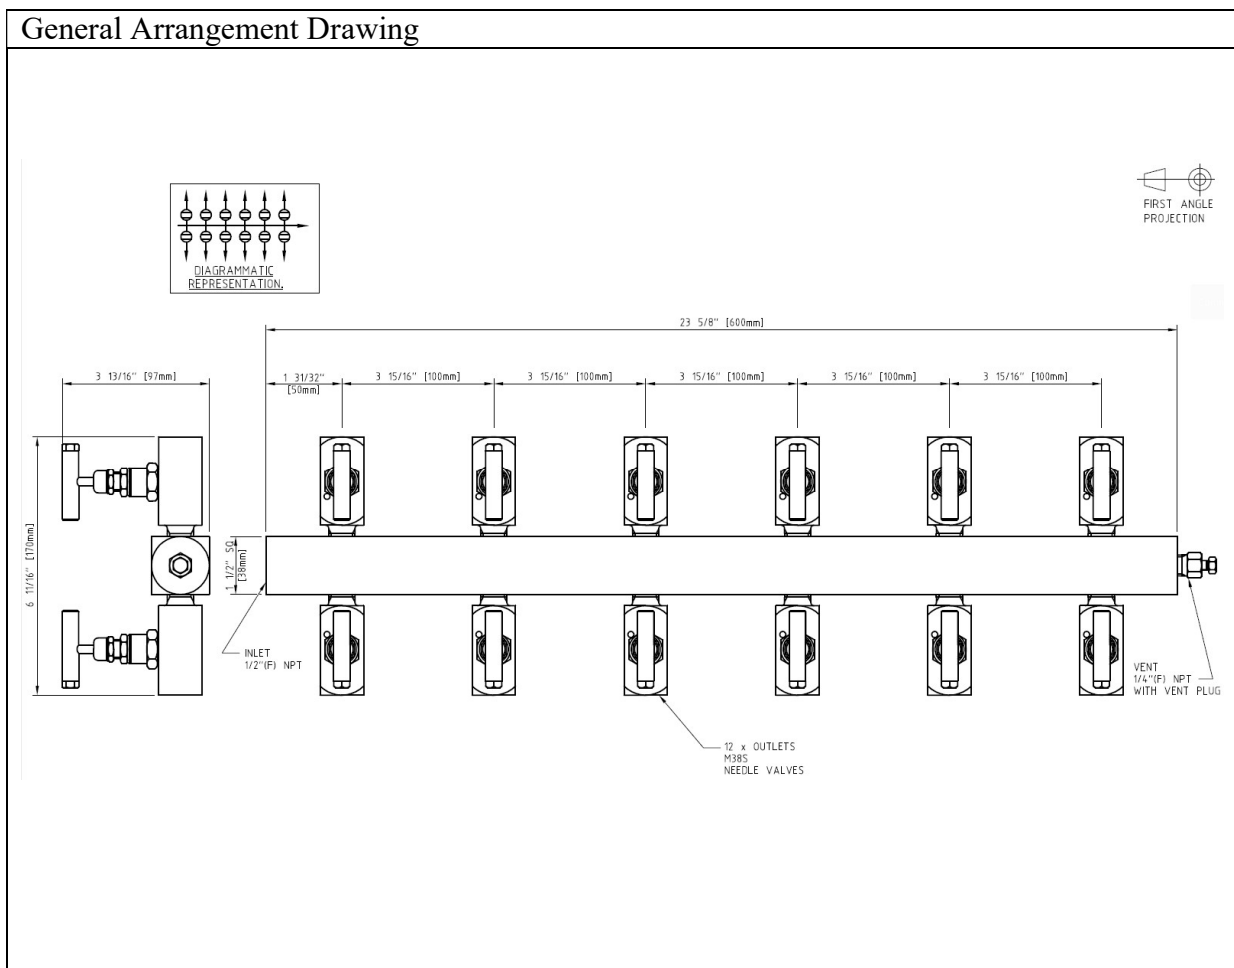 General Arrangement Drawing
FIRST ANGLE
PROJECTION
DIAGRAMMATIC
REPRESENTATION.
23 5/8" [600mm]
3 13/16" [97mm]
1 31/32"
[50mm]
3 15/16" [100mm]
3 15/16" [100mm]
3 15/16" [100mm]
3 15/16" [100mm]
3 15/16" [100mm]
6 11/16" [170mm]
1 1/2" SQ
[38mm]
INLET
1/2"(F) NPT
VENT
1/4"(F) NPT
WITH VENT PLUG
12 x OUTLETS
M38S
NEEDLE VALVES